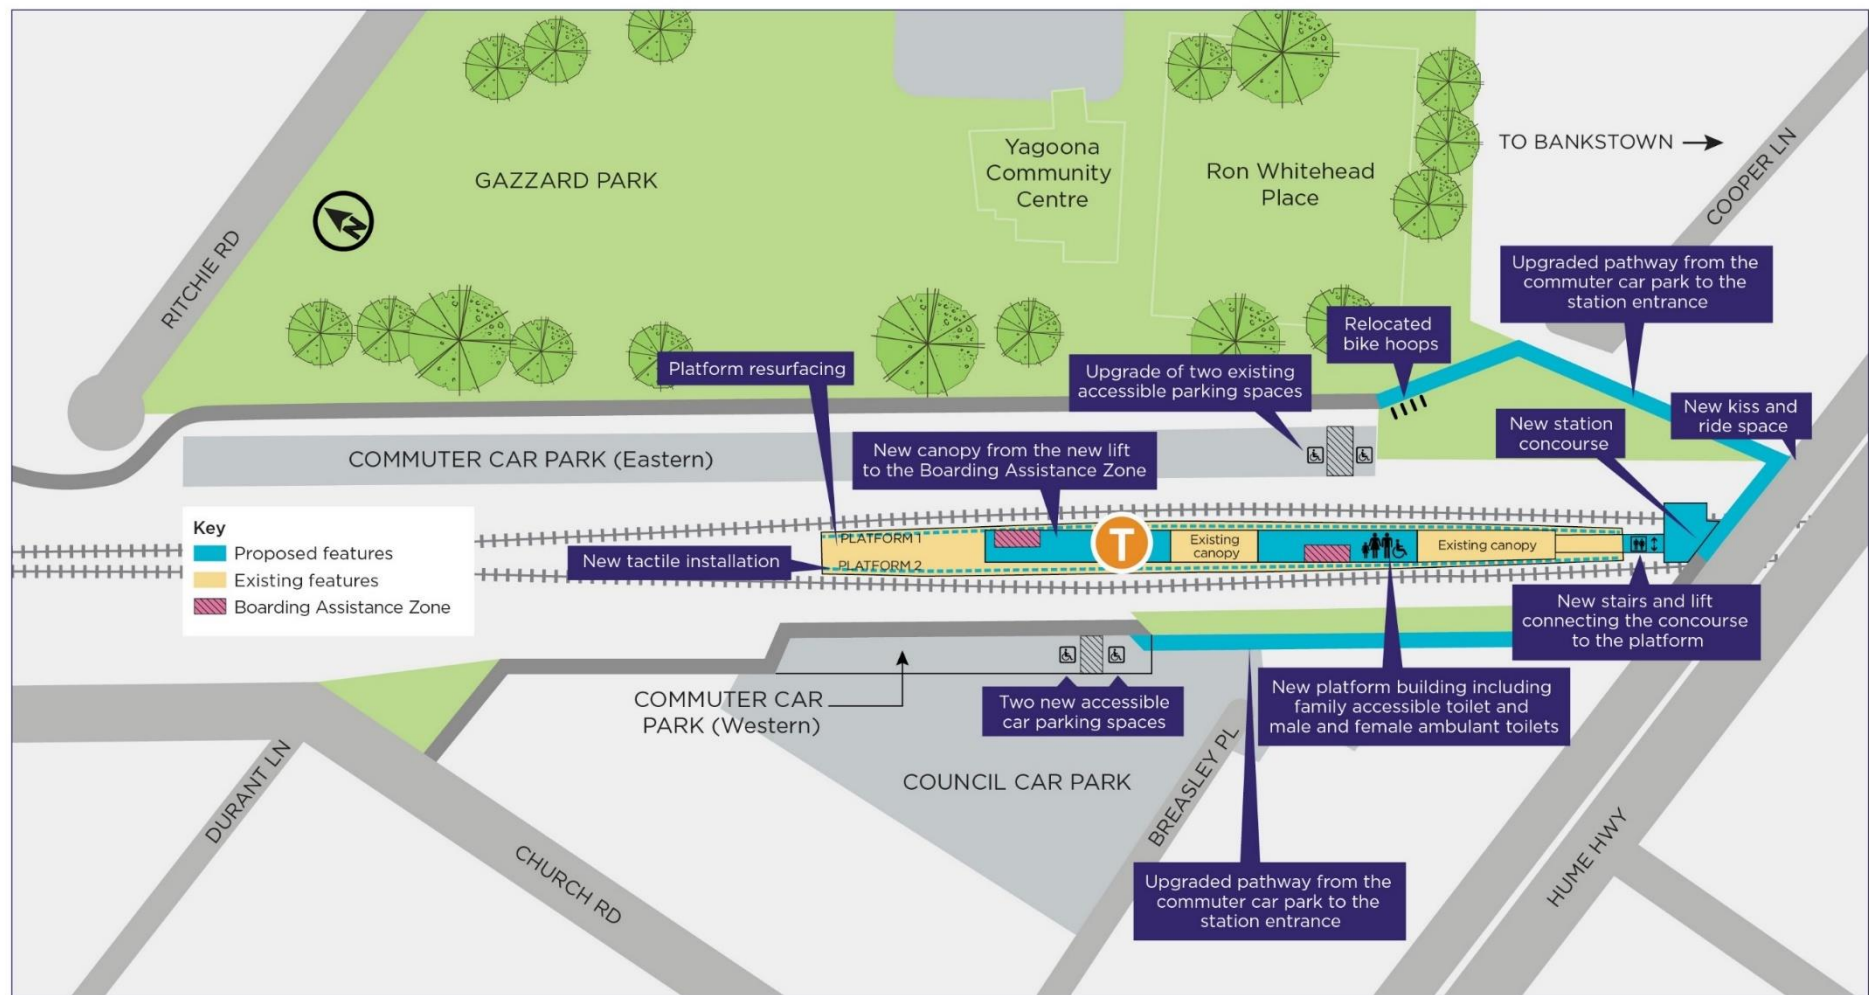 GAZZARD PARK
Yagoona
Community
Centre
Ron Whitehead
Place
TO BANKSTOWN
COOPER LN
RITCHIE RD
N
Upgraded pathway from the
commuter car park to the
station entrance
Relocated
bike hoops
Platform resurfacing
Upgrade of two existing
accessible parking spaces
New kiss and
ride space
New station
concourse
COMMUTER CAR PARK (Eastern)
New canopy from the new lift
to the Boarding Assistance Zone
Key
Proposed features
Existing features
Boarding Assistance Zone
PLATFORM 1
PLATFORM 2
T
Existing
canopy
Existing canopy
New tactile installation
New stairs and lift
connecting the concourse
to the platform
COMMUTER CAR
PARK (Western)
Two new accessible
car parking spaces
New platform building including
family accessible toilet and
male and female ambulant toilets
COUNCIL CAR PARK
BREASLEY PL
DURANT LN
CHURCH RD
HUME HWY
Upgraded pathway from the
commuter car park to the
station entrance